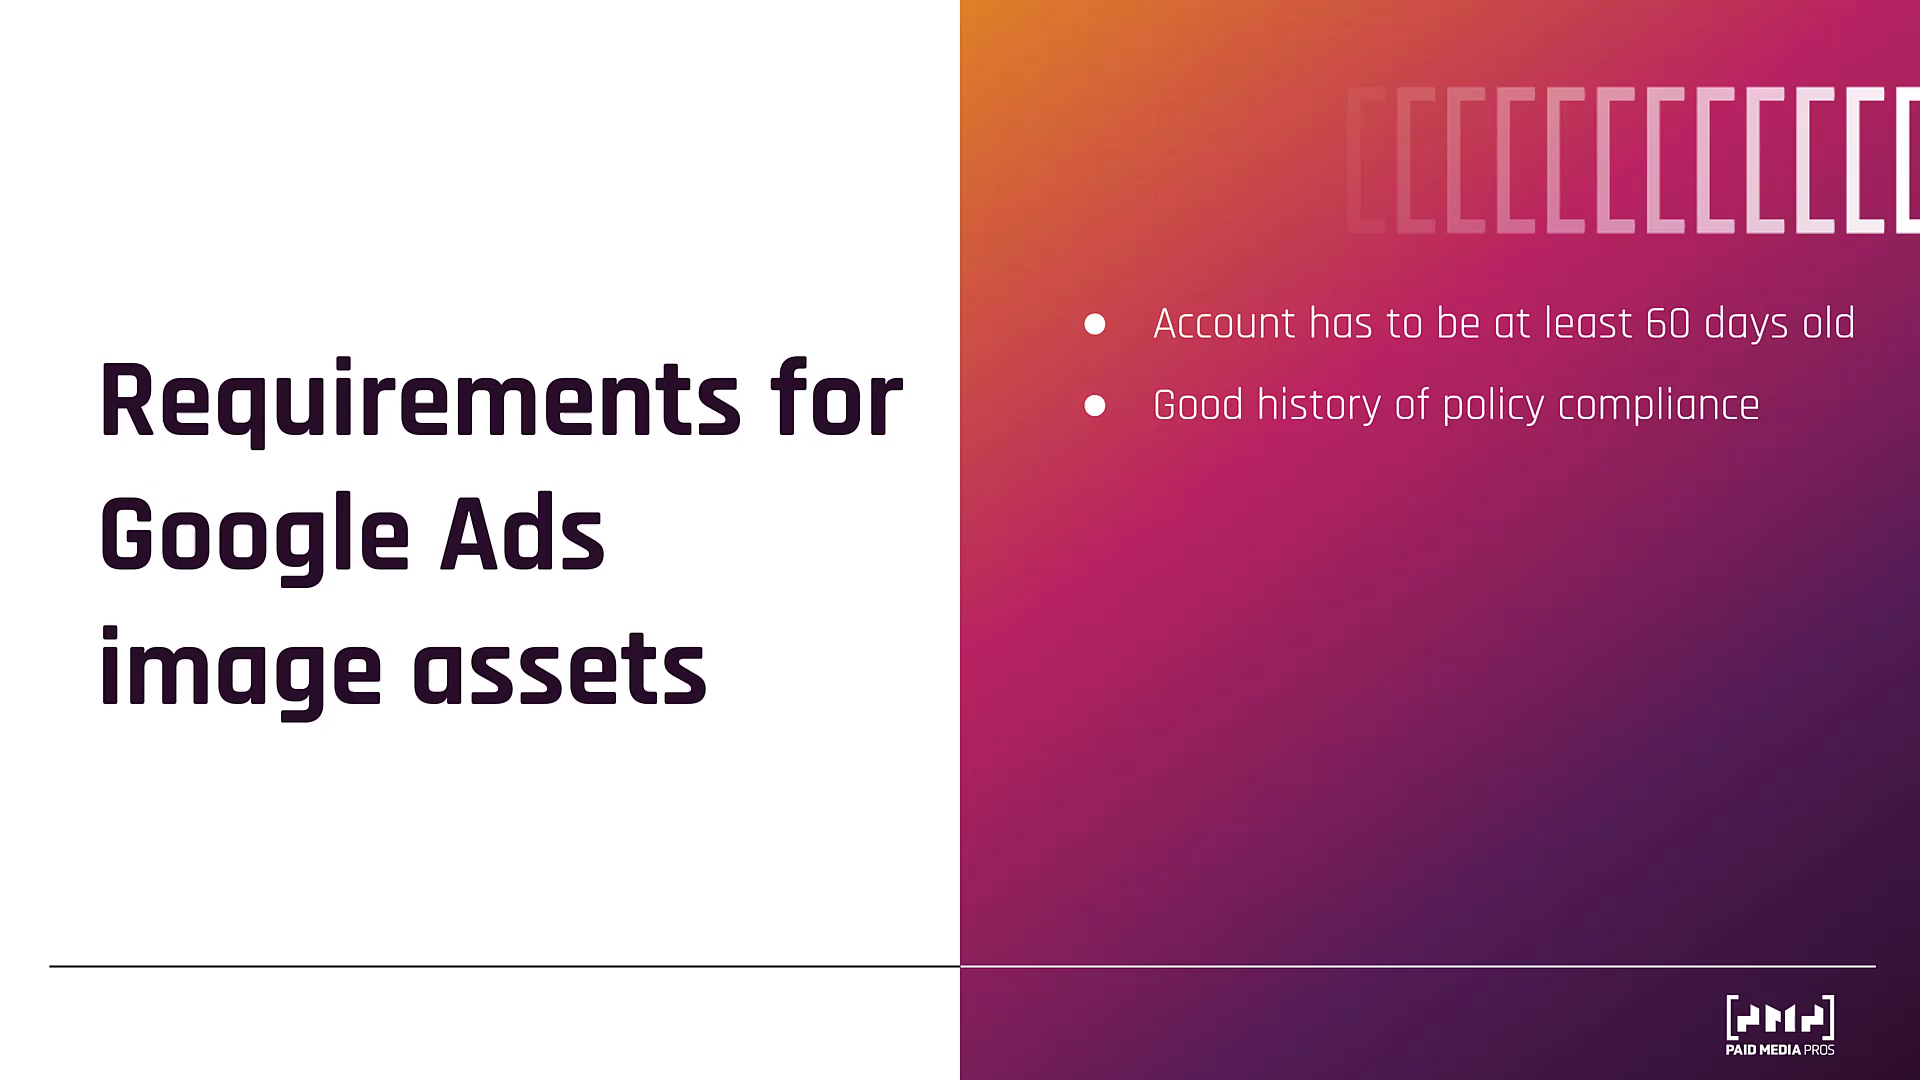 Requirements for
Google Ads
image assets
● Account has to be at least 60 days old
● Good history of policy compliance
[PMP]
PAID MEDIA PROS